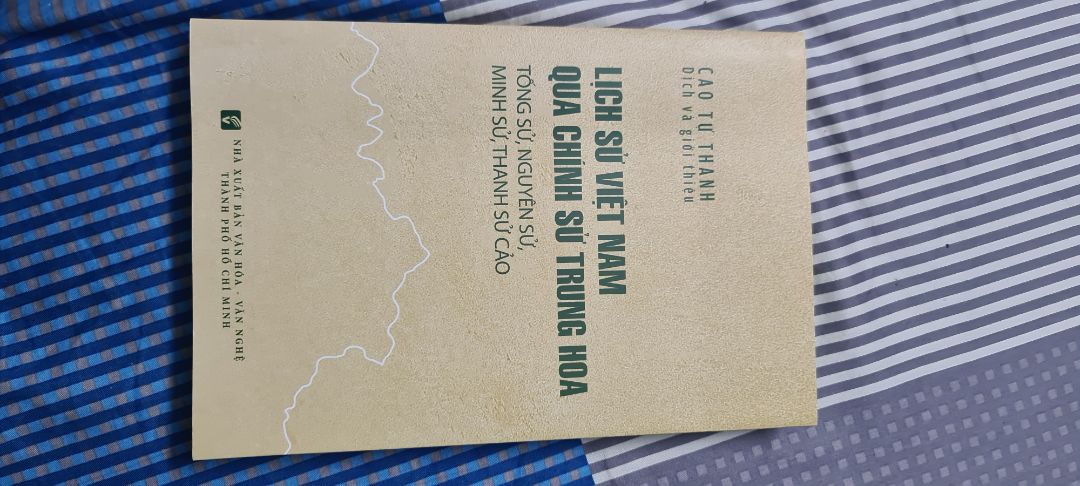 CAO TỰ THANH
Dịch và giới thiệu
LỊCH SỬ VIỆT NAM
QUA CHÍNH SỬ TRUNG HOA
TỐNG SỬ, NGUYÊN SỬ,
MINH SỬ, THANH SỬ CẢO
NHÀ XUẤT BẢN VĂN HÓA - VĂN NGHỆ
THÀNH PHỐ HỒ CHÍ MINH